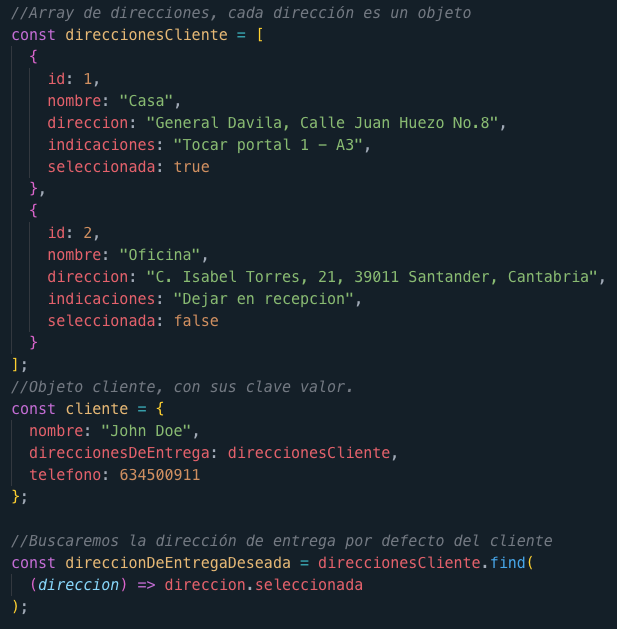 //Array de direcciones, cada dirección es un objeto
const direccionesCliente = [
  {
    id: 1,
    nombre: "Casa",
    direccion: "General Davila, Calle Juan Huezo No.8",
    indicaciones: "Tocar portal 1 – A3",
    seleccionada: true
  },
  {
    id: 2,
    nombre: "Oficina",
    direccion: "C. Isabel Torres, 21, 39011 Santander, Cantabria",
    indicaciones: "Dejar en recepcion",
    seleccionada: false
  }
];
//Objeto cliente, con sus clave valor.
const cliente = {
  nombre: "John Doe",
  direccionesDeEntrega: direccionesCliente,
  telefono: 634500911
};

//Buscaremos la dirección de entrega por defecto del cliente
const direccionDeEntregaDeseada = direccionesCliente.find(
  (direccion) => direccion.seleccionada
);